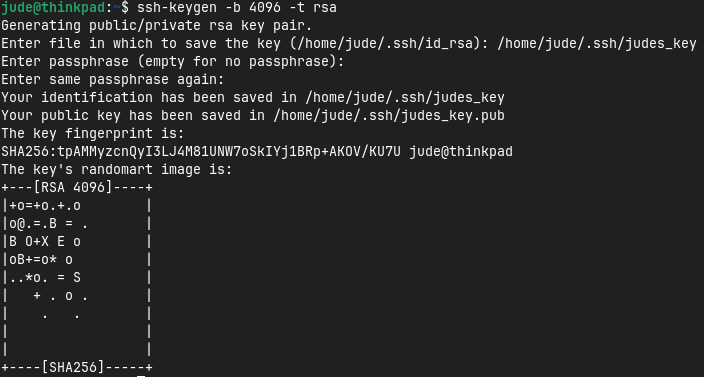 jude@thinkpad:~$ ssh-keygen -b 4096 -t rsa
Generating public/private rsa key pair.
Enter file in which to save the key (/home/jude/.ssh/id_rsa): /home/jude/.ssh/judes_key
Enter passphrase (empty for no passphrase):
Enter same passphrase again:
Your identification has been saved in /home/jude/.ssh/judes_key
Your public key has been saved in /home/jude/.ssh/judes_key.pub
The key fingerprint is:
SHA256:tpAMMyzcnQyI3LJ4M81UNW7oSkIYj1BRp+AKOV/KU7U jude@thinkpad
The key's randomart image is:
+---[RSA 4096]----+
|+o=+o.+.o        |
|o@.=.B = .       |
|B O+X E o        |
|oB+=o* o         |
|..*o. = S        |
|   + . o .       |
|    .   .        |
|                 |
|                 |
+----[SHA256]-----+